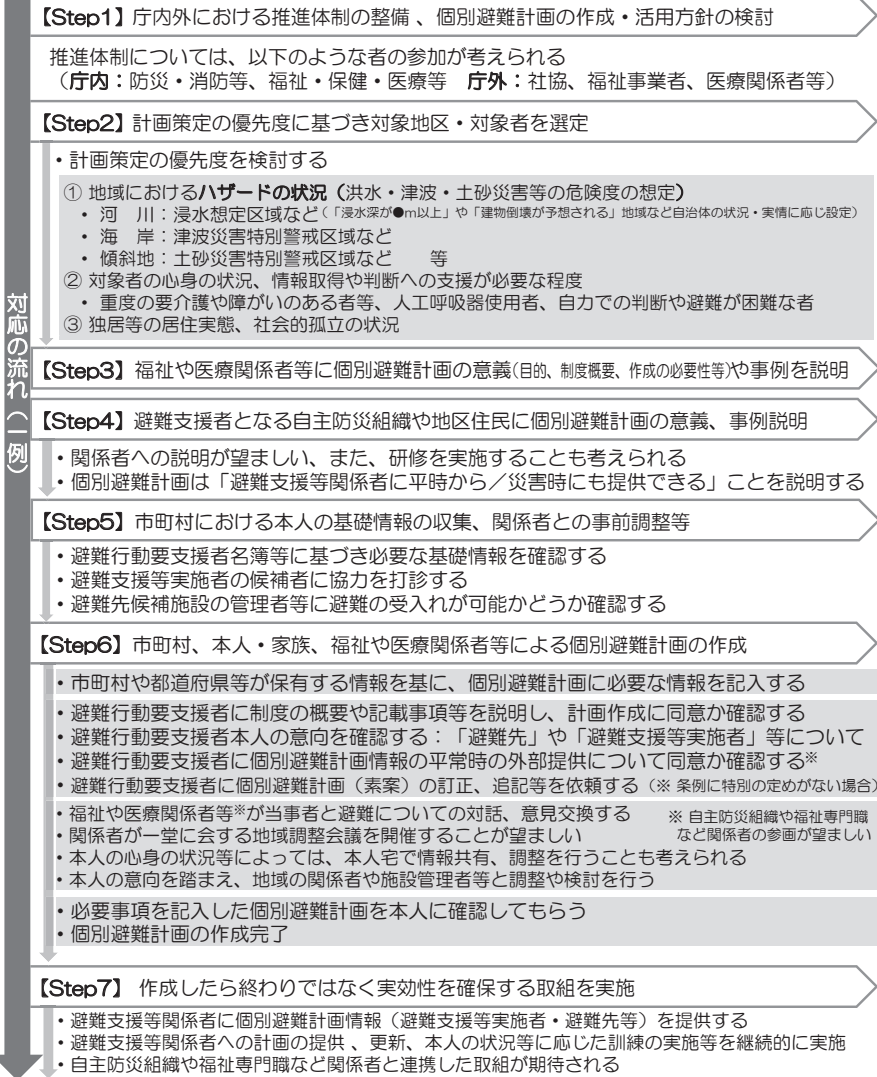 対応の流れ（一例）
【Step1】庁内外における推進体制の整備 、個別避難計画の作成・活用方針の検討
推進体制については、以下のような者の参加が考えられる
（庁内：防災・消防等、福祉・保健・医療等　庁外：社協、福祉事業者、医療関係者等）
【Step2】計画策定の優先度に基づき対象地区・対象者を選定
・計画策定の優先度を検討する
① 地域におけるハザードの状況（洪水・津波・土砂災害等の危険度の想定）
・ 河　川：浸水想定区域など（「浸水深が●m以上」や「建物倒壊が予想される」地域など自治体の状況・実情に応じ設定）
・ 海　岸：津波災害特別警戒区域など
・ 傾斜地：土砂災害特別警戒区域など　　等
② 対象者の心身の状況、情報取得や判断への支援が必要な程度
・ 重度の要介護や障がいのある者等、人工呼吸器使用者、自力での判断や避難が困難な者
③ 独居等の居住実態、社会的孤立の状況
【Step3】福祉や医療関係者等に個別避難計画の意義(目的、制度概要、作成の必要性等)や事例を説明
【Step4】避難支援者となる自主防災組織や地区住民に個別避難計画の意義、事例説明
・関係者への説明が望ましい、また、研修を実施することも考えられる
・個別避難計画は「避難支援等関係者に平時から／災害時にも提供できる」ことを説明する
【Step5】市町村における本人の基礎情報の収集、関係者との事前調整等
・避難行動要支援者名簿等に基づき必要な基礎情報を確認する
・避難支援等実施者の候補者に協力を打診する
・避難先候補施設の管理者等に避難の受入れが可能かどうか確認する
【Step6】市町村、本人・家族、福祉や医療関係者等による個別避難計画の作成
・市町村や都道府県等が保有する情報を基に、個別避難計画に必要な情報を記入する
・避難行動要支援者に制度の概要や記載事項等を説明し、計画作成に同意か確認する
・避難行動要支援者本人の意向を確認する：「避難先」や「避難支援等実施者」等について
・避難行動要支援者に個別避難計画情報の平常時の外部提供について同意か確認する※
・避難行動要支援者に個別避難計画（素案）の訂正、追記等を依頼する（※ 条例に特別の定めがない場合）
・福祉や医療関係者等※が当事者と避難についての対話、意見交換する
※ 自主防災組織や福祉専門職
など関係者の参画が望ましい
・関係者が一堂に会する地域調整会議を開催することが望ましい
・本人の心身の状況等によっては、本人宅で情報共有、調整を行うことも考えられる
・本人の意向を踏まえ、地域の関係者や施設管理者等と調整や検討を行う
・必要事項を記入した個別避難計画を本人に確認してもらう
・個別避難計画の作成完了
【Step7】 作成したら終わりではなく実効性を確保する取組を実施
・避難支援等関係者に個別避難計画情報（避難支援等実施者・避難先等）を提供する
・避難支援等関係者への計画の提供 、更新、本人の状況等に応じた訓練の実施等を継続的に実施
・自主防災組織や福祉専門職など関係者と連携した取組が期待される